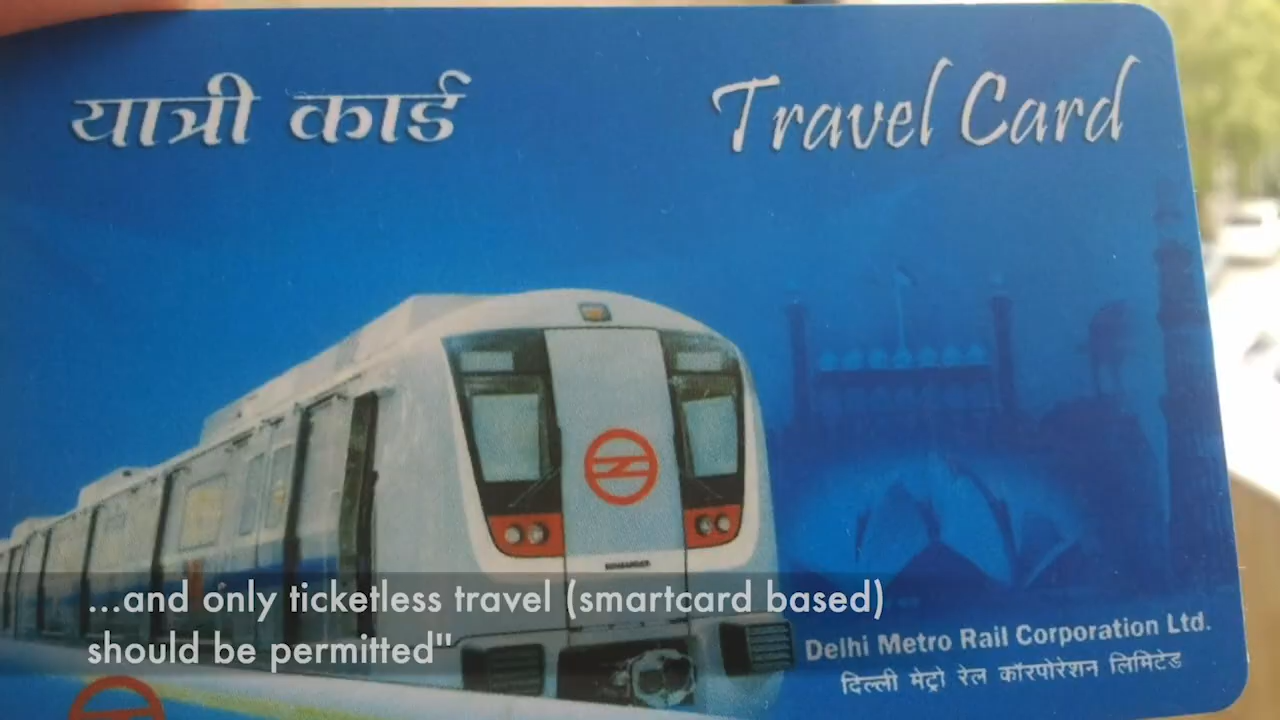 यात्री कार्ड
Travel Card
...and only ticketless travel (smartcard based)
should be permitted"
Delhi Metro Rail Corporation Ltd.
दिल्ली मेट्रो रेल कॉरपोरेशन लिमिटेड